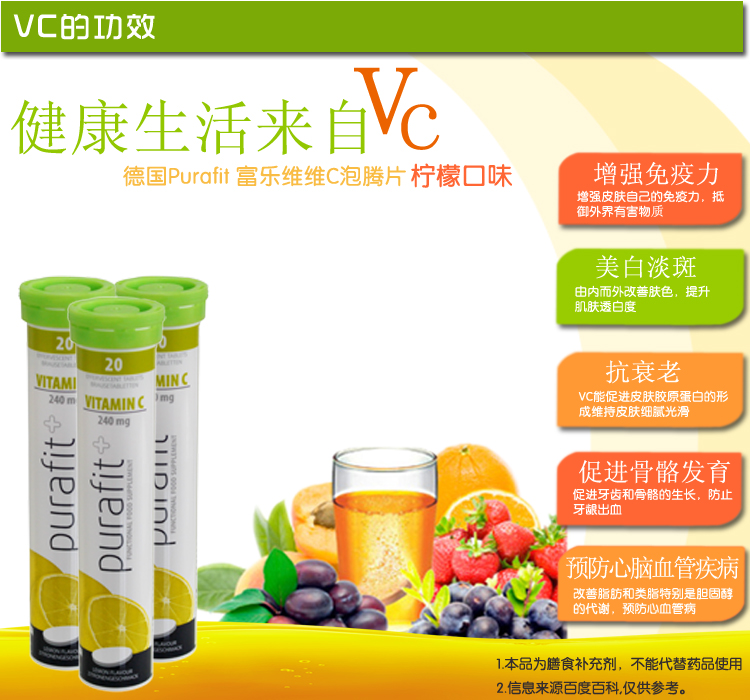 VC的功效
健康生活来自VC
德国Purafit 富乐维维C泡腾片 柠檬口味
增强免疫力
增强皮肤自己的免疫力，抵
御外界有害物质
美白淡斑
由内而外改善肤色，提升
肌肤透白度
抗衰老
VC能促进皮肤胶原蛋白的形
成维持皮肤细腻光滑
促进骨骼发育
促进牙齿和骨骼的生长，防止
牙龈出血
预防心脑血管疾病
改善脂肪和类脂特别是胆固醇
的代谢，预防心血管病
20
EFFERVESCENT TABLETS
BRAUSETABLETTEN
VITAMIN C
240 mg
purafit+
FUNCTIONAL FOOD SUPPLEMENT
LEMON FLAVOUR
ZITRONENGESCHMACK
1.本品为膳食补充剂，不能代替药品使用
2.信息来源百度百科,仅供参考。